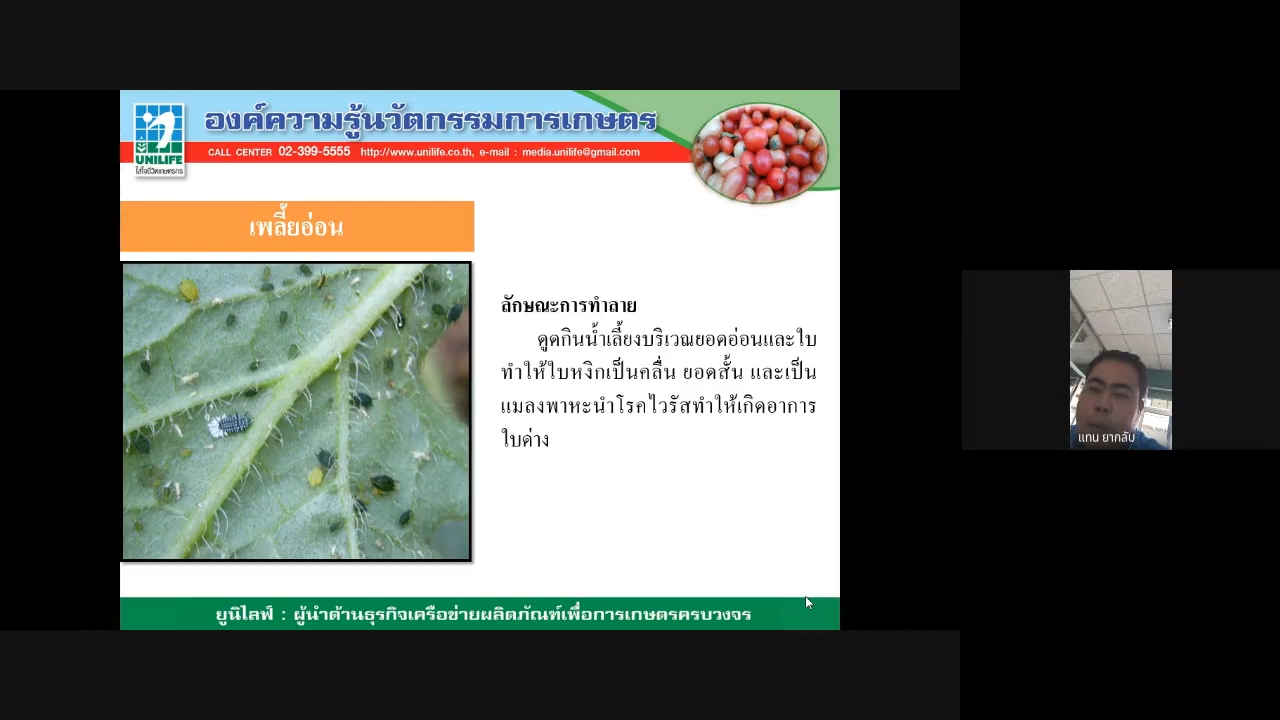 องค์ความรู้นวัตกรรมการเกษตร
CALL CENTER 02-399-5555 http://www.unilife.co.th, e-mail : media.unilife@gmail.com
UNILIFE
ใส่ใจชีวิตเกษตรกร
เพลี้ยอ่อน
ลักษณะการทำลาย
ดูดกินน้ำเลี้ยงบริเวณยอดอ่อนและใบ
ทำให้ใบหงิกเป็นคลื่น ยอดสั้น และเป็น
แมลงพาหะนำโรคไวรัสทำให้เกิดอาการ
ใบด่าง
แทน ยากลับ
ยูนิไลฟ์ : ผู้นำด้านธุรกิจเครือข่ายผลิตภัณฑ์เพื่อการเกษตรครบวงจร